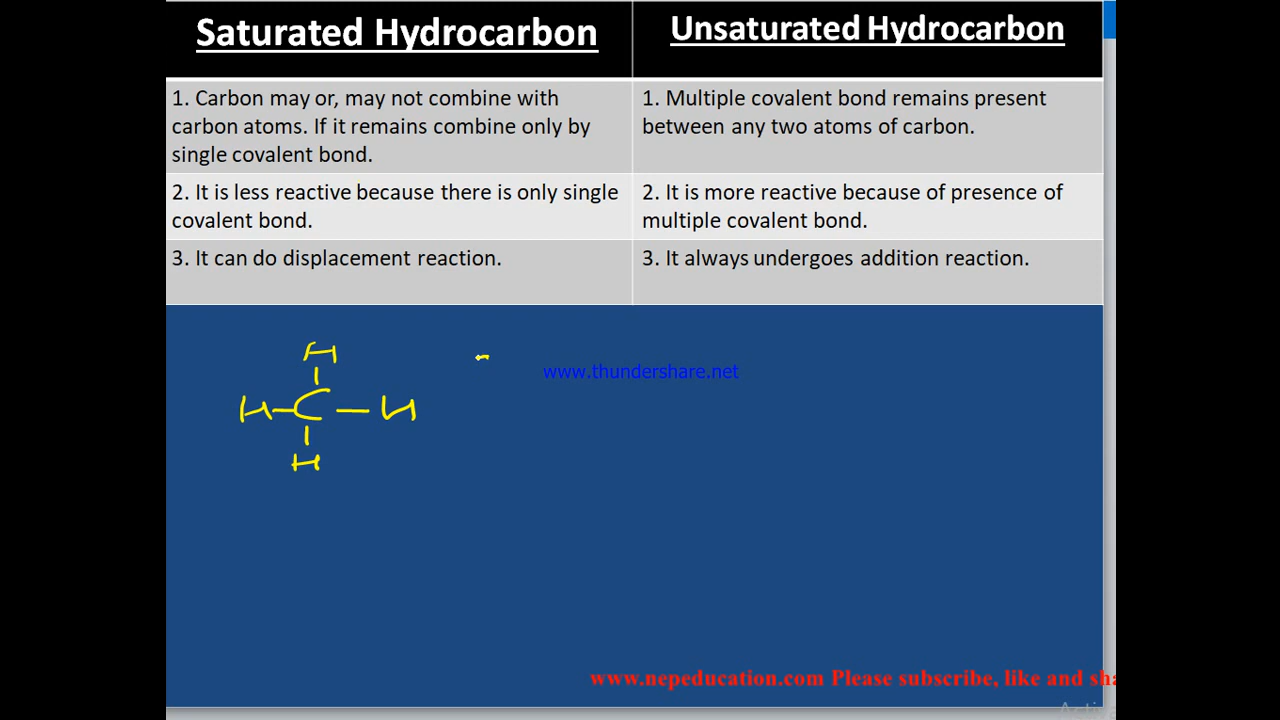 Saturated Hydrocarbon
Unsaturated Hydrocarbon
1. Carbon may or, may not combine with
carbon atoms. If it remains combine only by
single covalent bond.
1. Multiple covalent bond remains present
between any two atoms of carbon.
2. It is less reactive because there is only single
covalent bond.
2. It is more reactive because of presence of
multiple covalent bond.
3. It can do displacement reaction.
3. It always undergoes addition reaction.
H
www.thundershare.net
H - C - H
H
www.nepeducation.com Please subscribe, like and sha
Activa